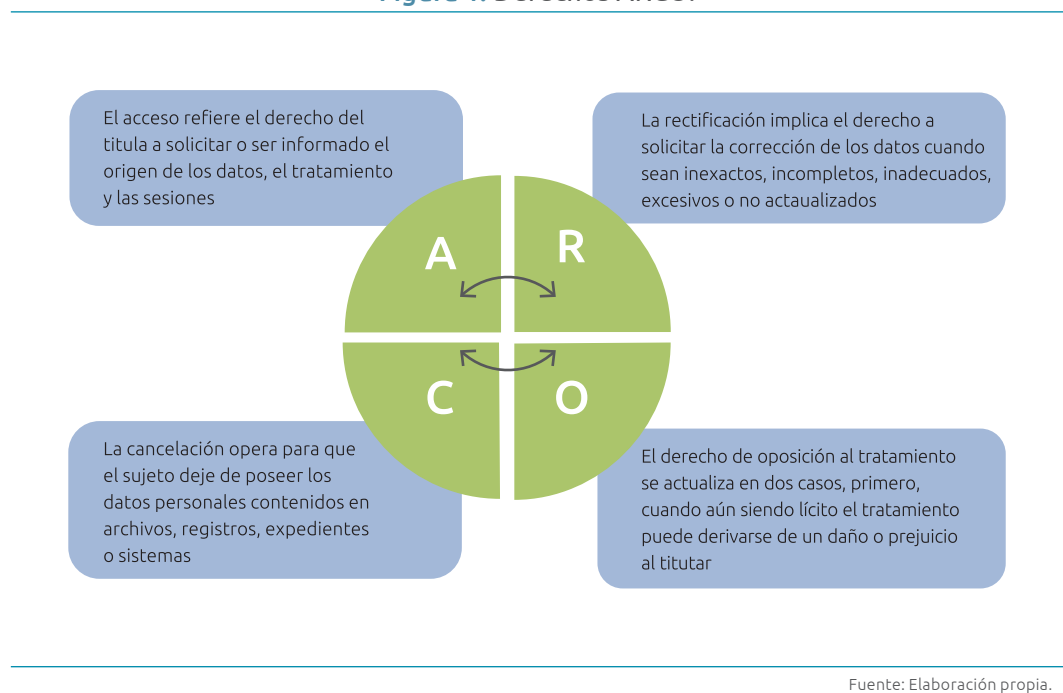 El acceso refiere el derecho del
titula a solicitar o ser informado el
origen de los datos, el tratamiento
y las sesiones
La rectificación implica el derecho a
solicitar la corrección de los datos cuando
sean inexactos, incompletos, inadecuados,
excesivos o no actaualizados
A
R
C
O
La cancelación opera para que
el sujeto deje de poseer los
datos personales contenidos en
archivos, registros, expedientes
o sistemas
El derecho de oposición al tratamiento
se actualiza en dos casos, primero,
cuando aún siendo lícito el tratamiento
puede derivarse de un daño o prejuicio
al titutar
Fuente: Elaboración propia.